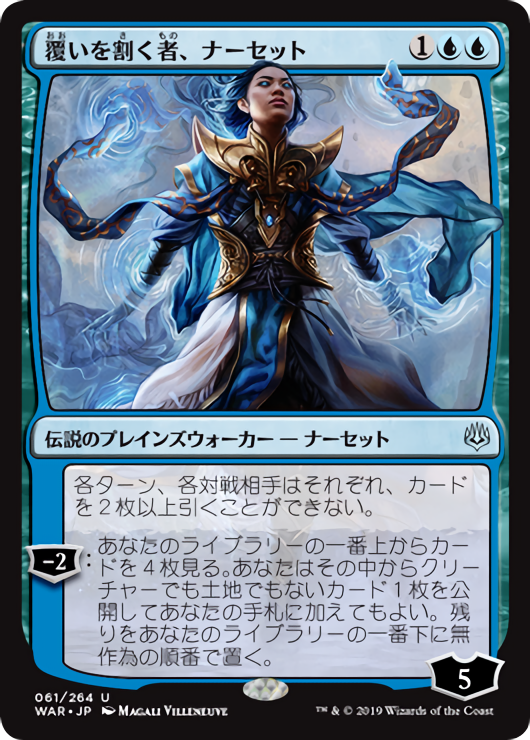 覆いを割く者、ナーセット
1
伝説のプレインズウォーカー ― ナーセット
各ターン、各対戦相手はそれぞれ、カード
を２枚以上引くことができない。
-2:
あなたのライブラリーの一番上からカー
ドを４枚見る。あなたはその中からクリー
チャーでも土地でもないカード１枚を公
開してあなたの手札に加えてもよい。残
りをあなたのライブラリーの一番下に無
作為の順番で置く。
5
061/264 U
WAR • JP MAGALI VILLENEUVE
™ & © 2019 Wizards of the Coast